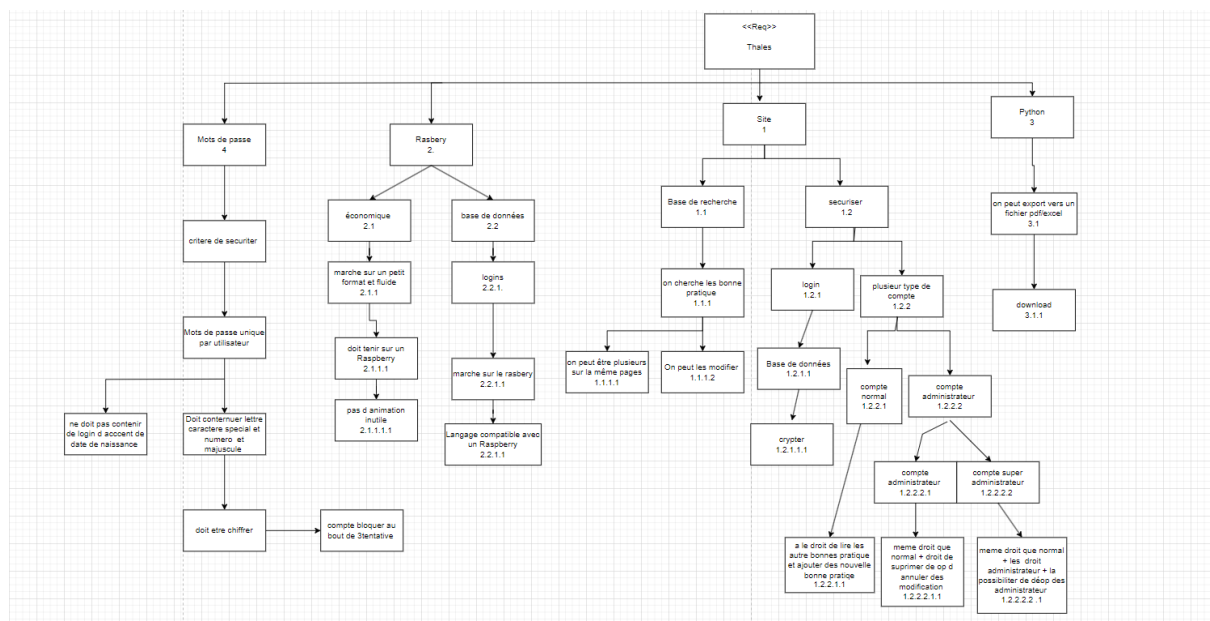 <<Req>>
Thales
Mots de passe
4
critere de securiter
Mots de passe unique
par utilisateur
ne doit pas contenir
de login d accent de
date de naissance
Doit conternuer lettre
caractere special et
numero et
majuscule
doit etre chiffrer
compte bloquer au
bout de 3tentative
Rasbery
2.
économique
2.1
marche sur un petit
format et fluide
2.1.1
doit tenir sur un
Raspberry
2.1.1.1
pas d animation
inutile
2.1.1.1.1
base de données
2.2
logins
2.2.1.
marche sur le rasbery
2.2.1.1
Langage compatible avec
un Raspberry
2.2.1.1
Site
1
Base de recherche
1.1
on cherche les bonne
pratique
1.1.1
on peut être plusieurs
sur la même pages
1.1.1.1
On peut les modifier
1.1.1.2
securiser
1.2
login
1.2.1
Base de données
1.2.1.1
crypter
1.2.1.1.1
plusieur type de
compte
1.2.2
compte
normal
1.2.2.1
a le droit de lire les
autre bonnes pratique
et ajouter des nouvelle
bonne pratiqe
1.2.2.1.1
compte
administrateur
1.2.2.2
compte
administrateur
1.2.2.2.1
meme droit que
normal + droit de
suprimer de op d
annuler des
modification
1.2.2.2.1.1
compte super
administrateur
1.2.2.2.2
meme droit que normal
+ les droit
administrateur + la
possibiliter de déop des
administrateur
1.2.2.2.2 .1
Python
3
on peut export vers un
fichier pdf/excel
3.1
download
3.1.1